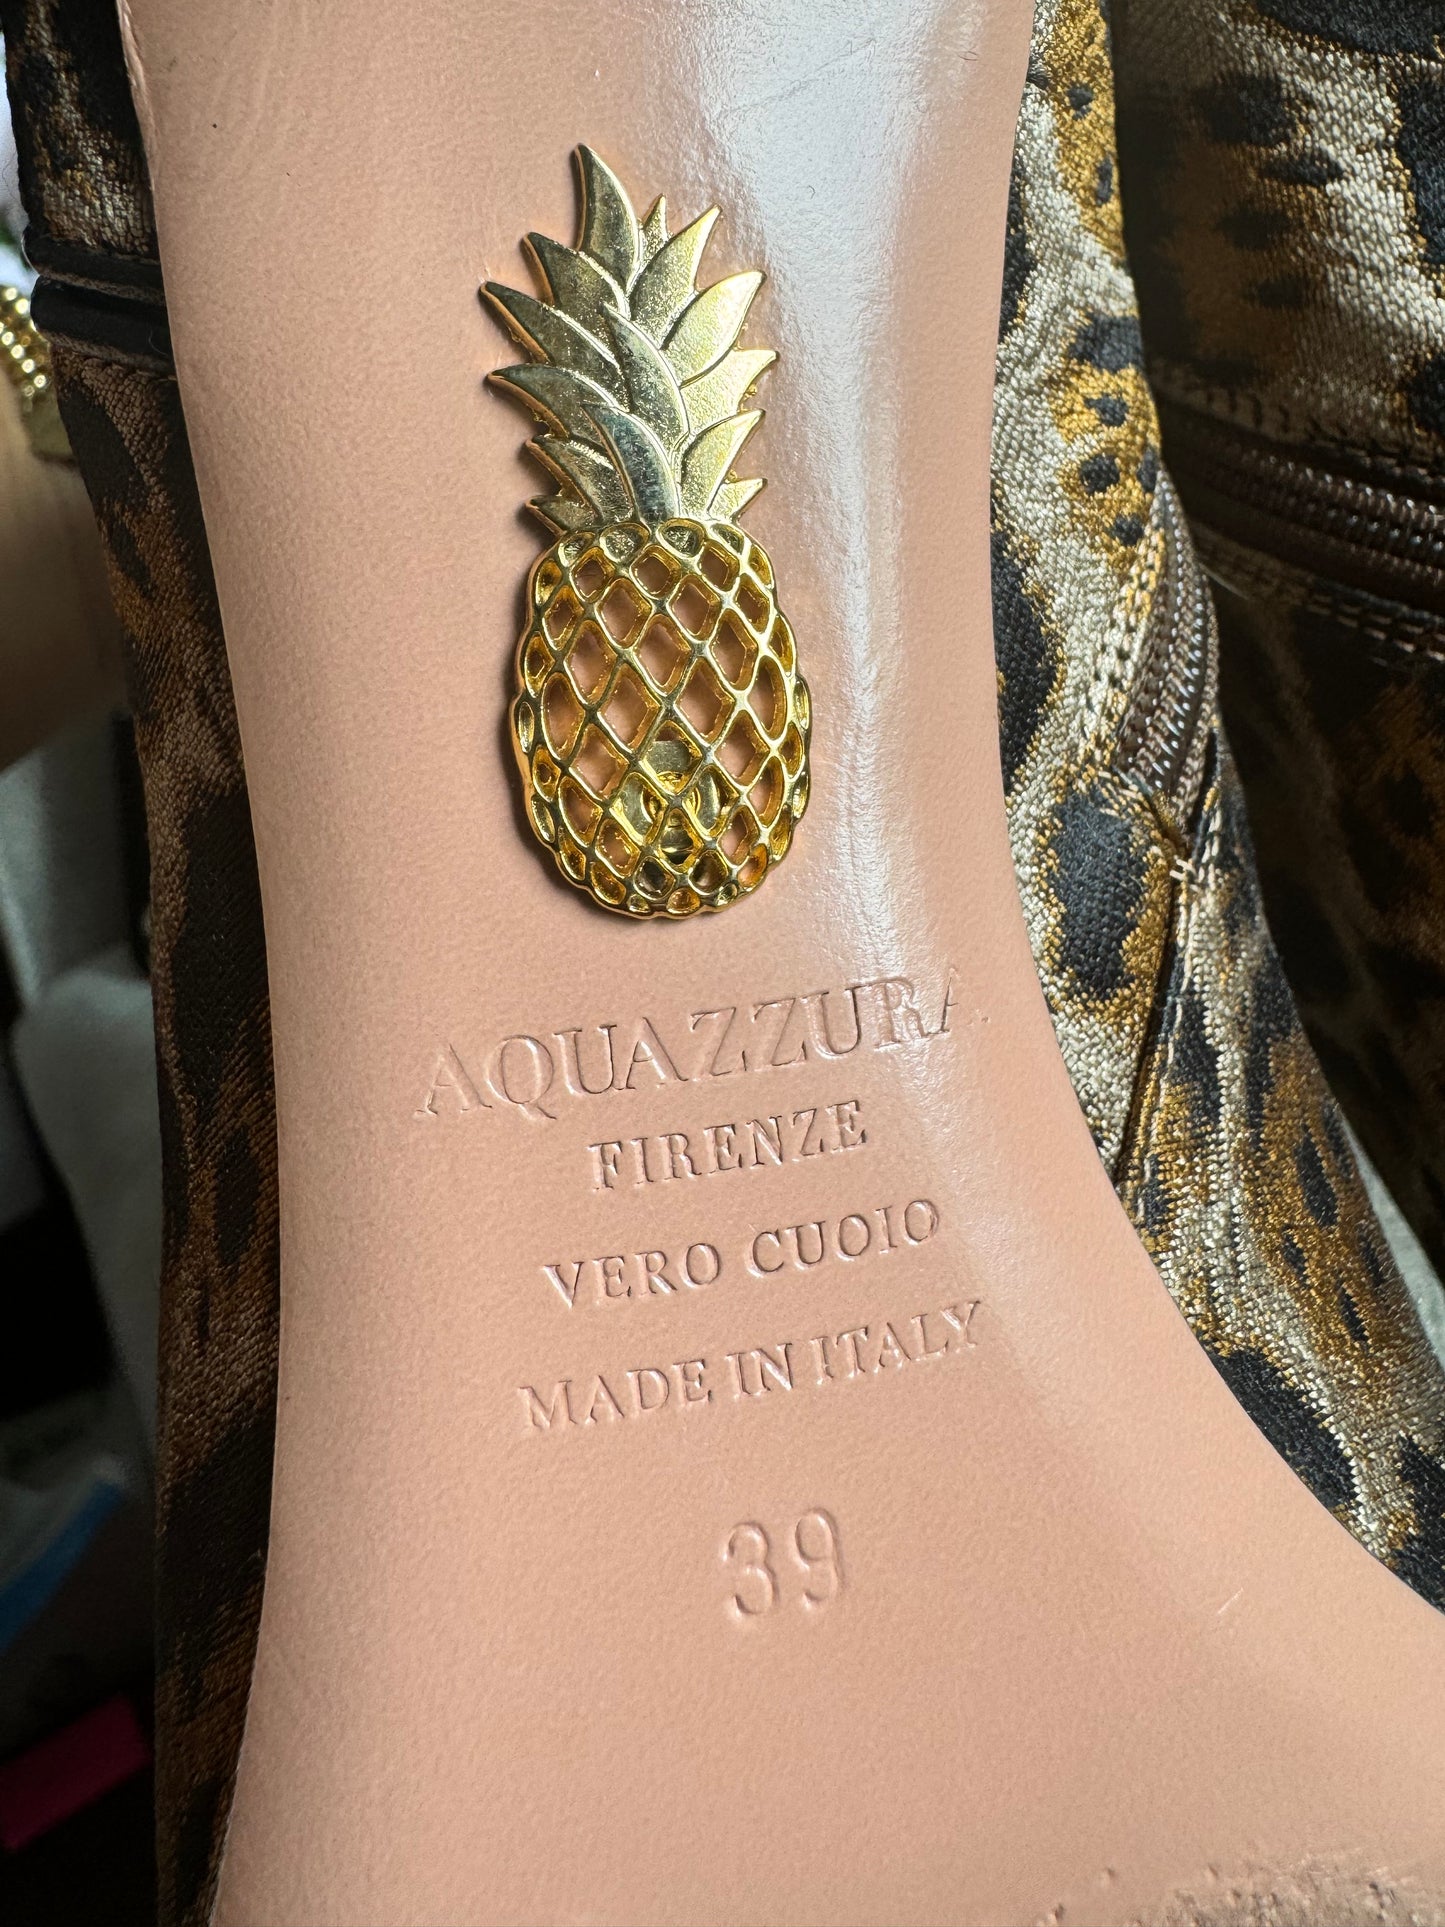 AQUAZZURA
FIRENZE
VERO CUOIO
MADE IN ITALY
39